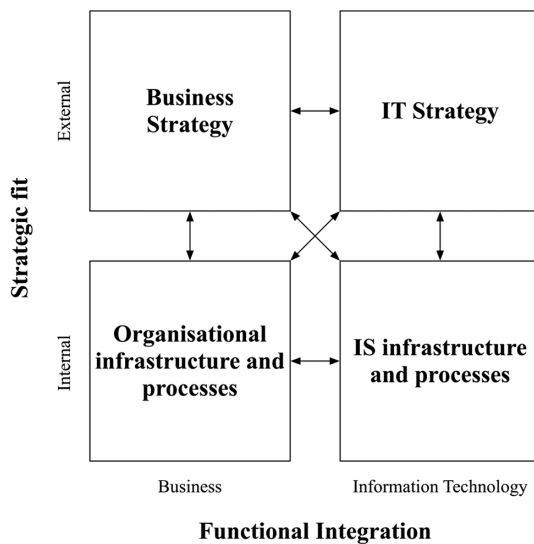 Strategic fit
External
Business
Strategy
IT Strategy
Internal
Organisational
infrastructure and
processes
IS infrastructure
and processes
Business
Information Technology
Functional Integration